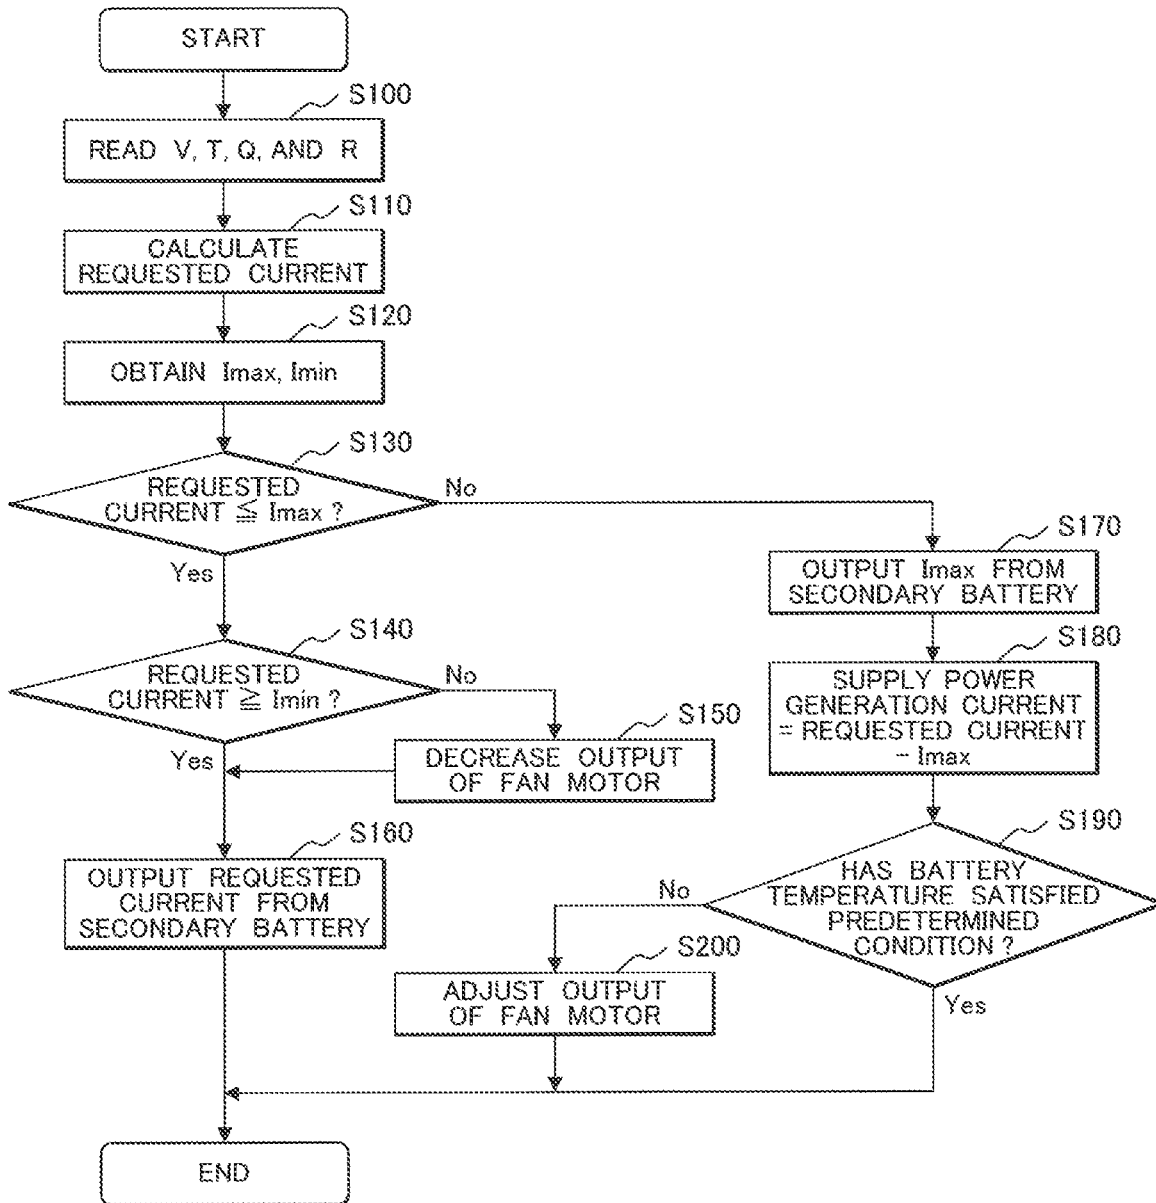 START
S100
READ V, T, Q, AND R
S110
CALCULATE
REQUESTED CURRENT
S120
OBTAIN Imax, Imin
S130
REQUESTED
CURRENT ≦ Imax ?
No
Yes
S140
REQUESTED
CURRENT ≧ Imin ?
No
Yes
S150
DECREASE OUTPUT
OF FAN MOTOR
S160
OUTPUT REQUESTED
CURRENT FROM
SECONDARY BATTERY
S170
OUTPUT Imax FROM
SECONDARY BATTERY
S180
SUPPLY POWER
GENERATION CURRENT
= REQUESTED CURRENT
- Imax
S190
HAS BATTERY
TEMPERATURE SATISFIED
PREDETERMINED
CONDITION ?
No
Yes
S200
ADJUST OUTPUT
OF FAN MOTOR
END